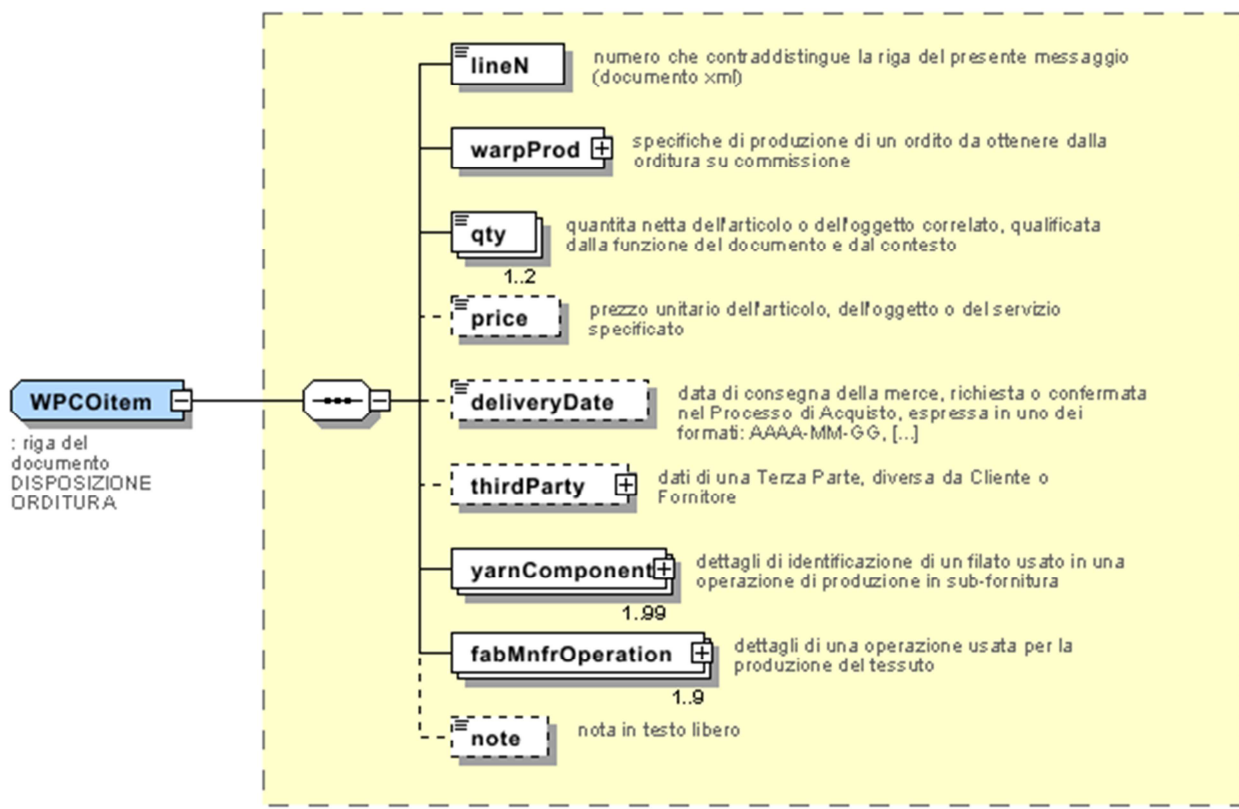 lineN
numero che contraddistingue la riga del presente messaggio
(documento xml)
warpProd
specifiche di produzione di un ordito da ottenere dalla
orditura su commissione
qty
quantita netta dell'articolo o dell'oggetto correlato, qualificata
dalla funzione del documento e dal contesto
1..2
price
prezzo unitario dell'articolo, dell'oggetto o del servizio
specificato
WPCOitem
: riga del
documento
DISPOSIZIONE
ORDITURA
deliveryDate
data di consegna della merce, richiesta o confermata
nel Processo di Acquisto, espressa in uno dei
formati: AAAA-MM-GG, [...]
thirdParty
dati di una Terza Parte, diversa da Cliente o
Fornitore
yarnComponent
dettagli di identificazione di un filato usato in una
operazione di produzione in sub-fornitura
1..99
fabMnfrOperation
dettagli di una operazione usata per la
produzione del tessuto
1..9
note
nota in testo libero